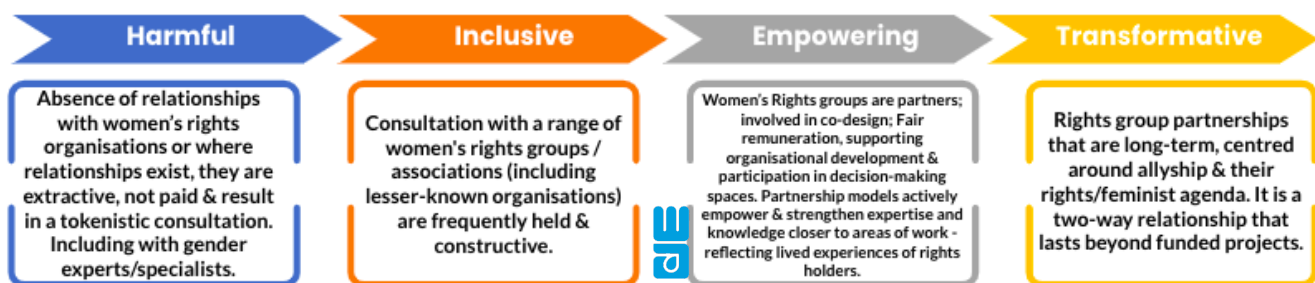 Harmful
Inclusive
Empowering
Transformative
Absence of relationships
with women's rights
organisations or where
relationships exist, they are
extractive, not paid & result
in a tokenistic consultation.
Including with gender
experts/specialists.
Consultation with a range of
women's rights groups /
associations (including
lesser-known organisations)
are frequently held &
constructive.
Women's Rights groups are partners;
involved in co-design; Fair
remuneration, supporting
organisational development &
participation in decision-making
spaces. Partnership models actively
empower & strengthen expertise and
knowledge closer to areas of work -
reflecting lived experiences of rights
holders.
Rights group partnerships
that are long-term, centred
around allyship & their
rights/feminist agenda. It is a
two-way relationship that
lasts beyond funded projects.